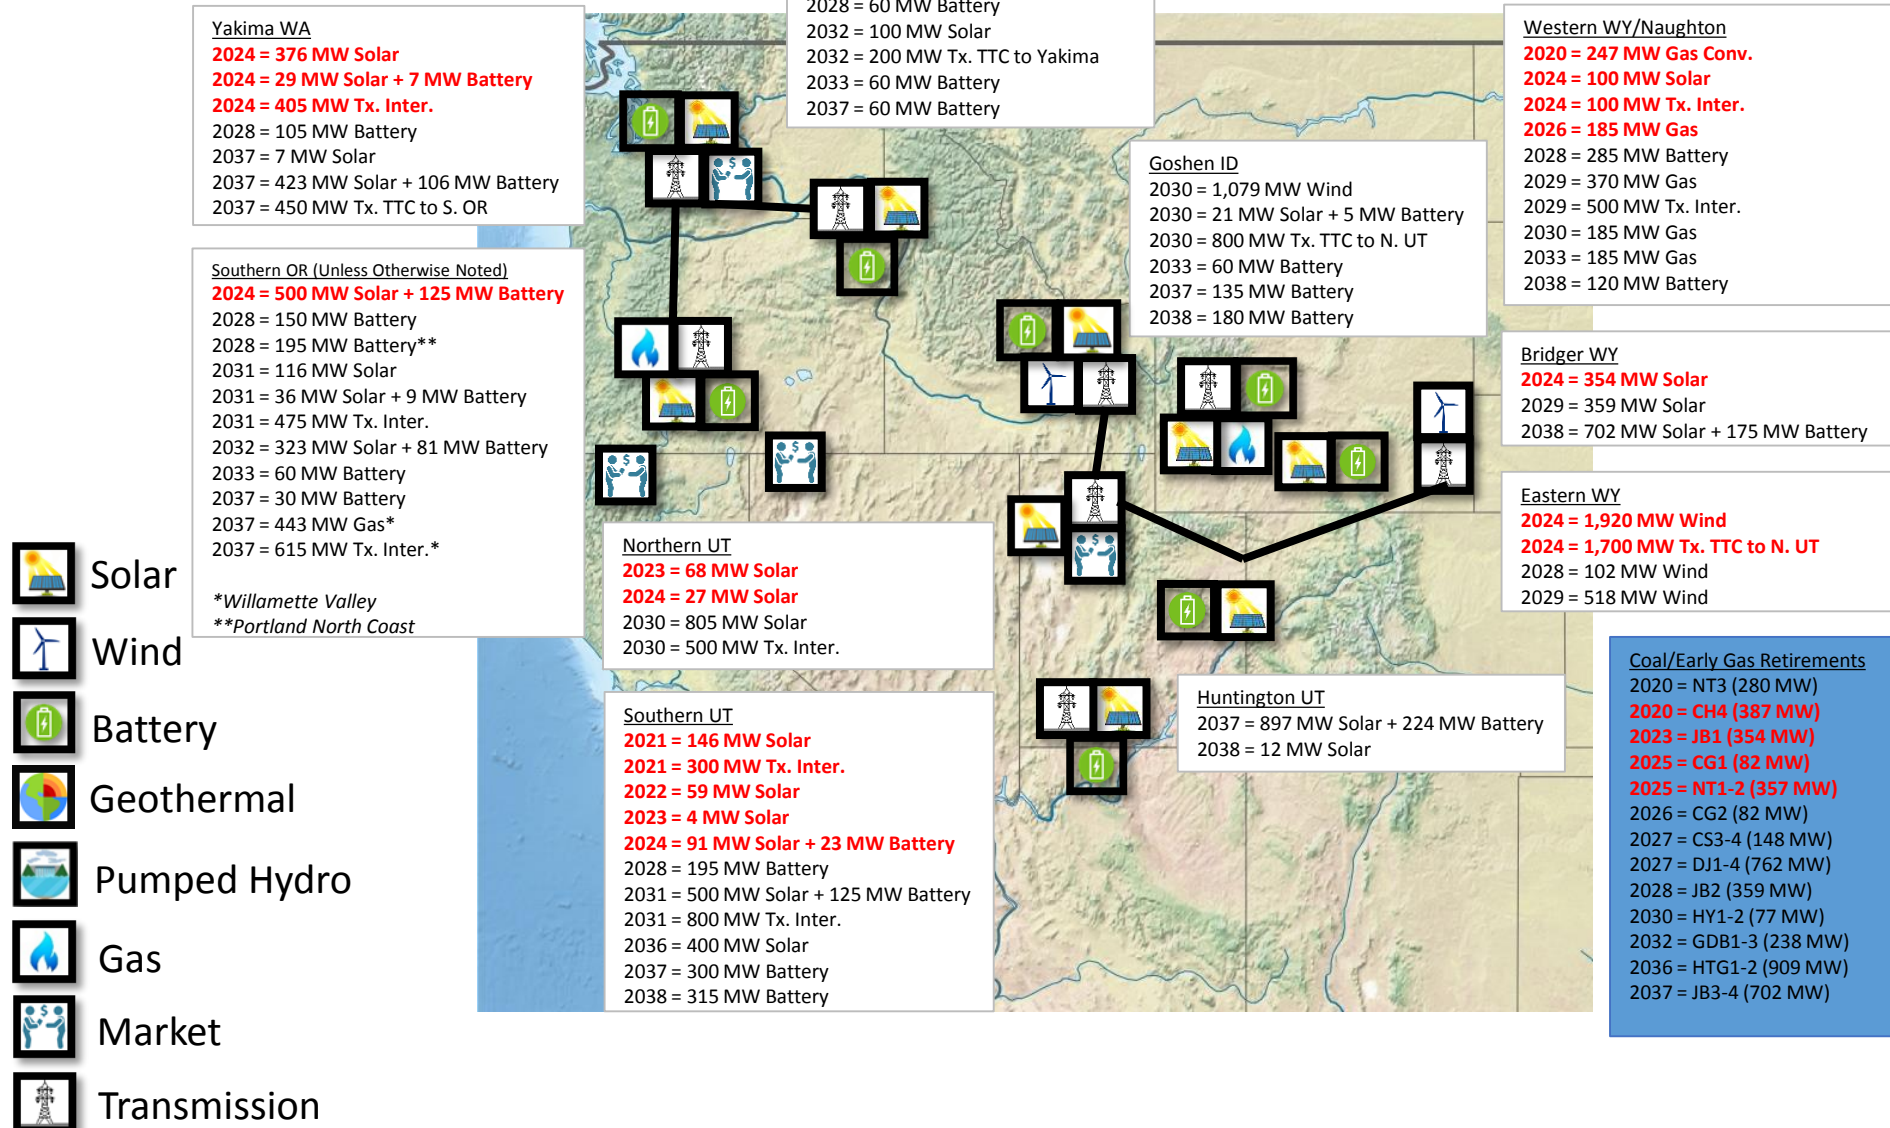 Yakima WA
2024 = 376 MW Solar
2024 = 29 MW Solar + 7 MW Battery
2024 = 405 MW Tx. Inter.
2028 = 105 MW Battery
2037 = 7 MW Solar
2037 = 423 MW Solar + 106 MW Battery
2037 = 450 MW Tx. TTC to S. OR
2028 = 60 MW Battery
2032 = 100 MW Solar
2032 = 200 MW Tx. TTC to Yakima
2033 = 60 MW Battery
2037 = 60 MW Battery
Western WY/Naughton
2020 = 247 MW Gas Conv.
2024 = 100 MW Solar
2024 = 100 MW Tx. Inter.
2026 = 185 MW Gas
2028 = 285 MW Battery
2029 = 370 MW Gas
2029 = 500 MW Tx. Inter.
2030 = 185 MW Gas
2033 = 185 MW Gas
2038 = 120 MW Battery
Goshen ID
2030 = 1,079 MW Wind
2030 = 21 MW Solar + 5 MW Battery
2030 = 800 MW Tx. TTC to N. UT
2033 = 60 MW Battery
2037 = 135 MW Battery
2038 = 180 MW Battery
Southern OR (Unless Otherwise Noted)
2024 = 500 MW Solar + 125 MW Battery
2028 = 150 MW Battery
2028 = 195 MW Battery**
2031 = 116 MW Solar
2031 = 36 MW Solar + 9 MW Battery
2031 = 475 MW Tx. Inter.
2032 = 323 MW Solar + 81 MW Battery
2033 = 60 MW Battery
2037 = 30 MW Battery
2037 = 443 MW Gas*
2037 = 615 MW Tx. Inter.*
*Willamette Valley
**Portland North Coast
Bridger WY
2024 = 354 MW Solar
2029 = 359 MW Solar
2038 = 702 MW Solar + 175 MW Battery
Eastern WY
2024 = 1,920 MW Wind
2024 = 1,700 MW Tx. TTC to N. UT
2028 = 102 MW Wind
2029 = 518 MW Wind
Northern UT
2023 = 68 MW Solar
2024 = 27 MW Solar
2030 = 805 MW Solar
2030 = 500 MW Tx. Inter.
Southern UT
2021 = 146 MW Solar
2021 = 300 MW Tx. Inter.
2022 = 59 MW Solar
2023 = 4 MW Solar
2024 = 91 MW Solar + 23 MW Battery
2028 = 195 MW Battery
2031 = 500 MW Solar + 125 MW Battery
2031 = 800 MW Tx. Inter.
2036 = 400 MW Solar
2037 = 300 MW Battery
2038 = 315 MW Battery
Huntington UT
2037 = 897 MW Solar + 224 MW Battery
2038 = 12 MW Solar
Coal/Early Gas Retirements
2020 = NT3 (280 MW)
2020 = CH4 (387 MW)
2023 = JB1 (354 MW)
2025 = CG1 (82 MW)
2025 = NT1-2 (357 MW)
2026 = CG2 (82 MW)
2027 = CS3-4 (148 MW)
2027 = DJ1-4 (762 MW)
2028 = JB2 (359 MW)
2030 = HY1-2 (77 MW)
2032 = GDB1-3 (238 MW)
2036 = HTG1-2 (909 MW)
2037 = JB3-4 (702 MW)
Solar
Wind
Battery
Geothermal
Pumped Hydro
Gas
Market
Transmission